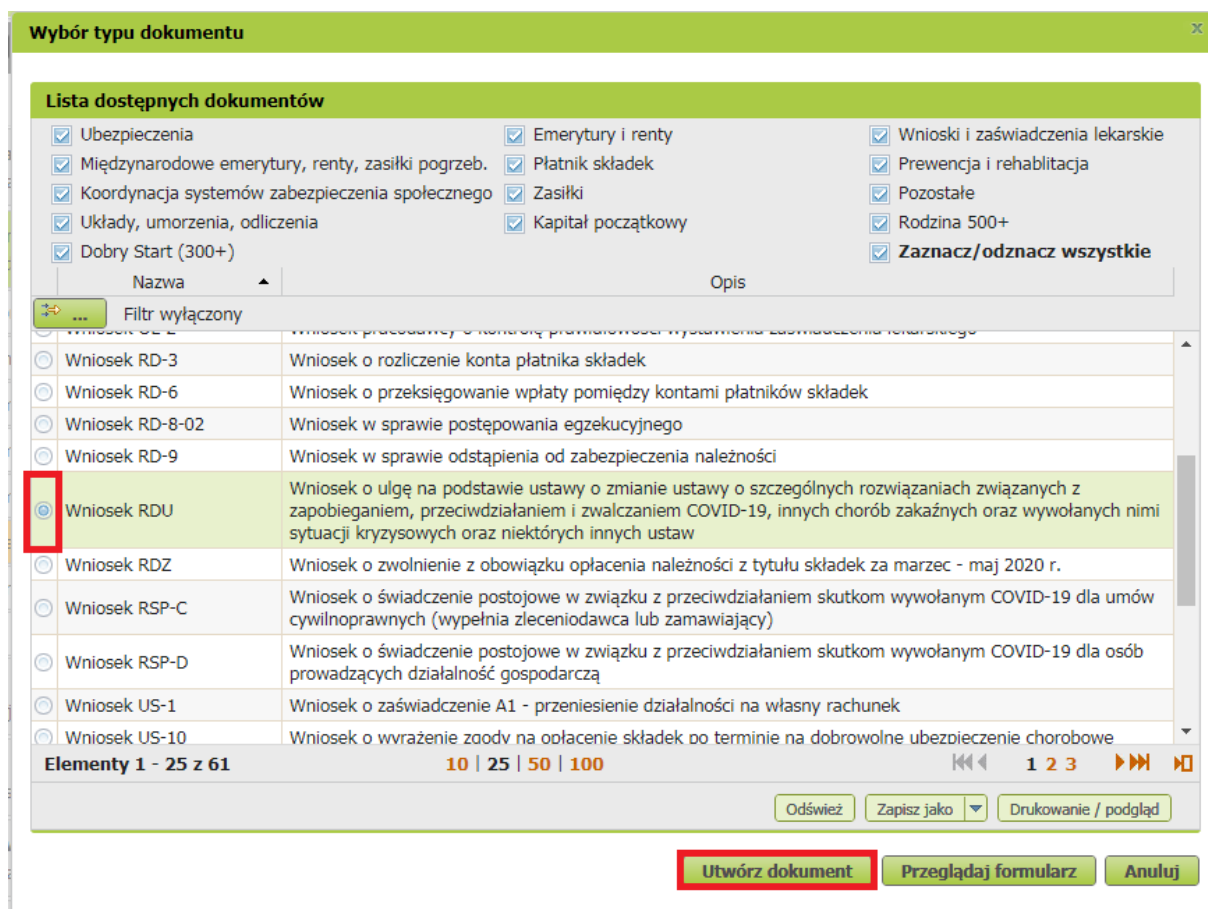 Wybór typu dokumentu
x
Lista dostępnych dokumentów
Ubezpieczenia
Emerytury i renty
Wnioski i zaświadczenia lekarskie
Międzynarodowe emerytury, renty, zasiłki pogrzeb.
Płatnik składek
Prewencja i rehablitacja
Koordynacja systemów zabezpieczenia społecznego
Zasiłki
Pozostałe
Układy, umorzenia, odliczenia
Kapitał początkowy
Rodzina 500+
Dobry Start (300+)
Zaznacz/odznacz wszystkie
Nazwa
Opis
...
Filtr wyłączony
Wniosek pracodawcy o kontrolę prawidłowości wystawienia zaświadczenia lekarskiego
Wniosek RD-3
Wniosek o rozliczenie konta płatnika składek
Wniosek RD-6
Wniosek o przeksięgowanie wpłaty pomiędzy kontami płatników składek
Wniosek RD-8-02
Wniosek w sprawie postępowania egzekucyjnego
Wniosek RD-9
Wniosek w sprawie odstąpienia od zabezpieczenia należności
Wniosek RDU
Wniosek o ulgę na podstawie ustawy o zmianie ustawy o szczególnych rozwiązaniach związanych z
zapobieganiem, przeciwdziałaniem i zwalczaniem COVID-19, innych chorób zakaźnych oraz wywołanych nimi
sytuacji kryzysowych oraz niektórych innych ustaw
Wniosek RDZ
Wniosek o zwolnienie z obowiązku opłacenia należności z tytułu składek za marzec - maj 2020 r.
Wniosek RSP-C
Wniosek o świadczenie postojowe w związku z przeciwdziałaniem skutkom wywołanym COVID-19 dla umów
cywilnoprawnych (wypełnia zleceniodawca lub zamawiający)
Wniosek RSP-D
Wniosek o świadczenie postojowe w związku z przeciwdziałaniem skutkom wywołanym COVID-19 dla osób
prowadzących działalność gospodarczą
Wniosek US-1
Wniosek o zaświadczenie A1 - przeniesienie działalności na własny rachunek
Wniosek US-10
Wniosek o wyrażenie zgody na opłacenie składek po terminie na dobrowolne ubezpieczenie chorobowe
Elementy 1 - 25 z 61
10 | 25 | 50 | 100
1 2 3
Odśwież
Zapisz jako
Drukowanie / podgląd
Utwórz dokument
Przeglądaj formularz
Anuluj